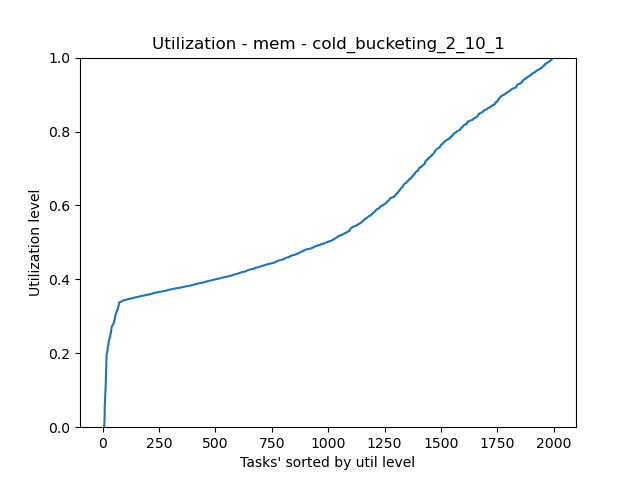 Utilization - mem - cold_bucketing_2_10_1
1.0
0.8
0.6
0.4
0.2
0.0
Utilization level
0 250 500 750 1000 1250 1500 1750 2000
Tasks' sorted by util level